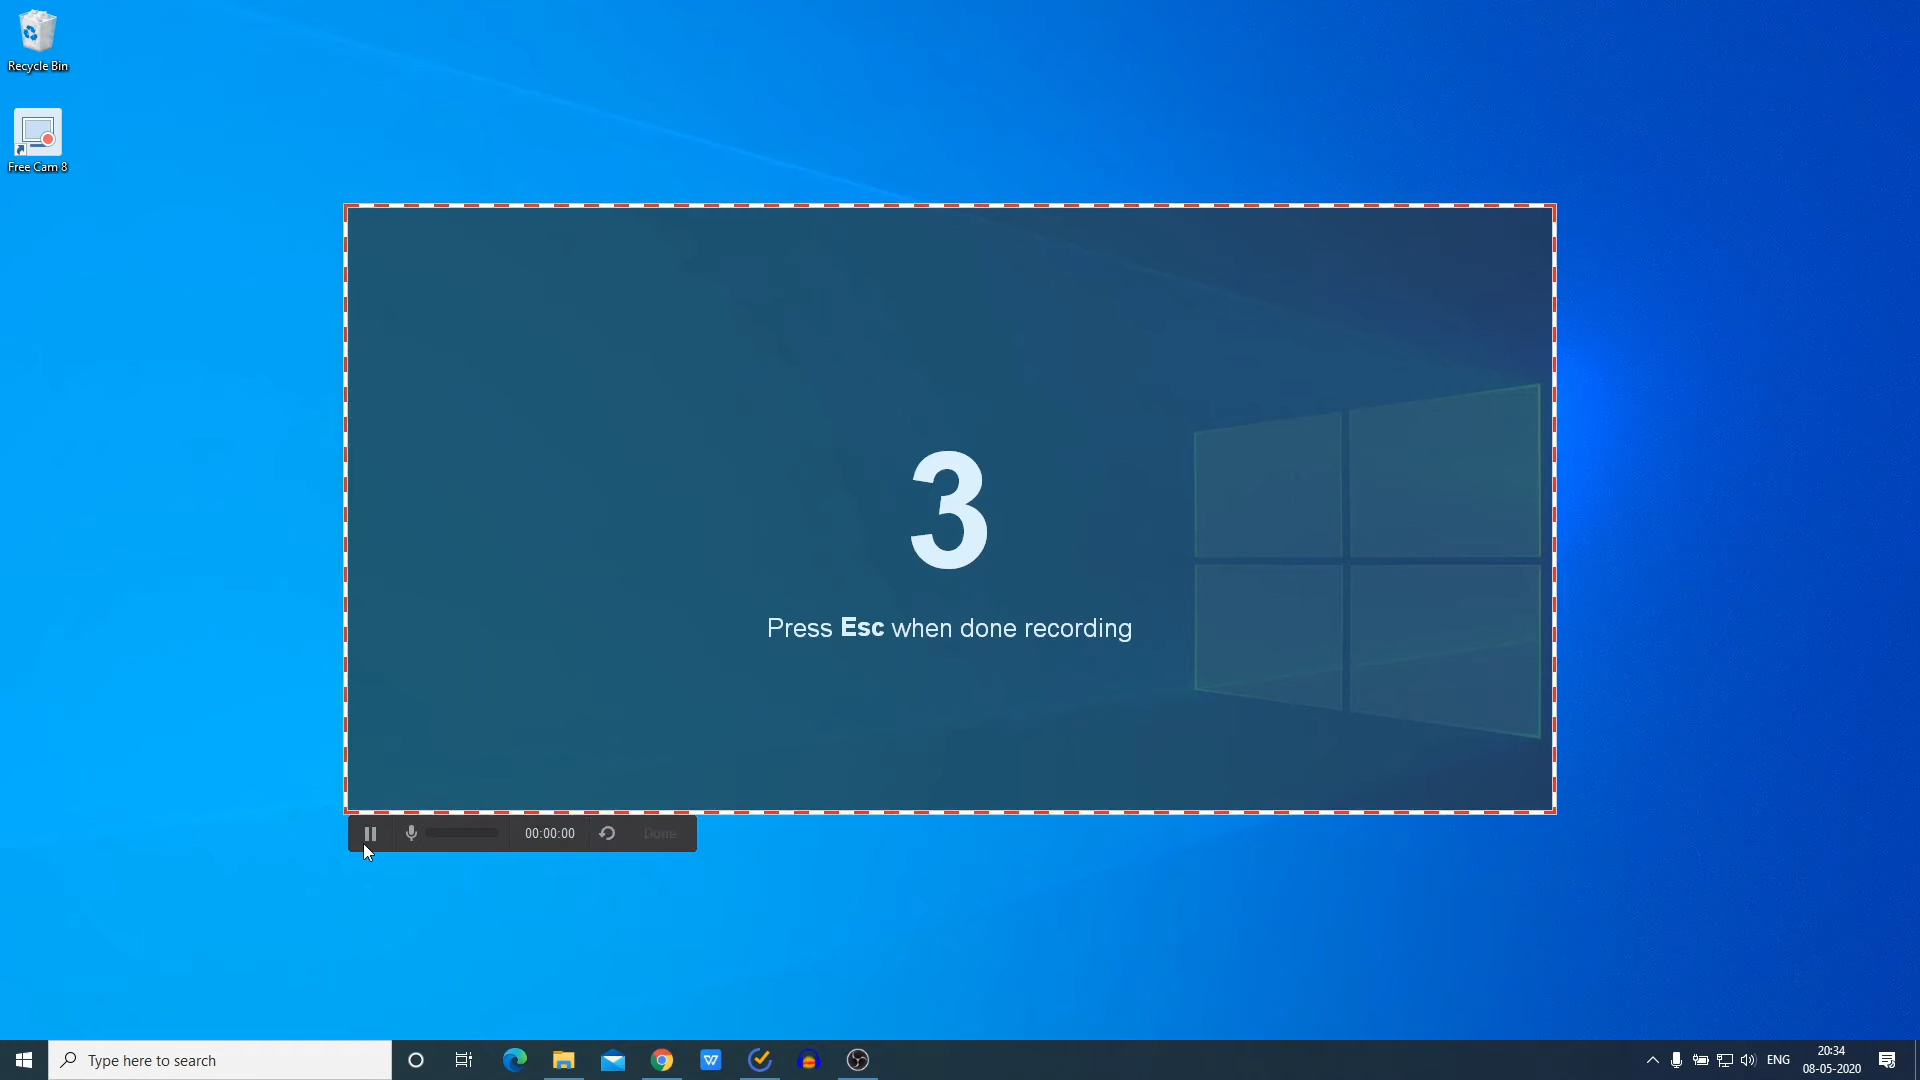 Recycle Bin
Free Cam 8
3
Press Esc when done recording
00:00:00
Done
Type here to search
ENG
20:34
08-05-2020